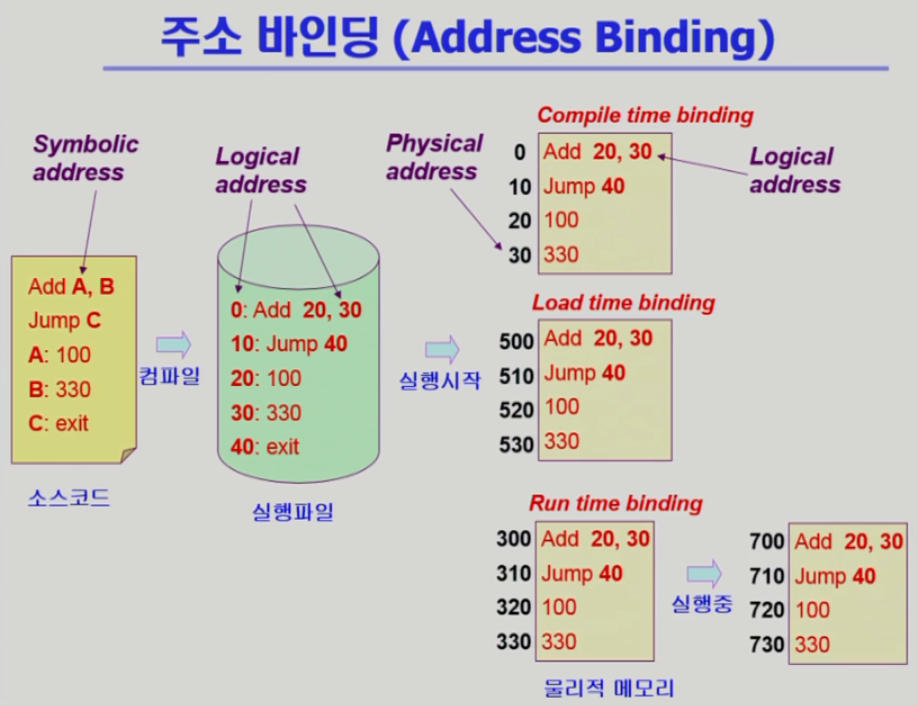 주소 바인딩 (Address Binding)
Symbolic
address
Add A, B
Jump C
A: 100
B: 330
C: exit
소스코드
컴파일
Logical
address
0: Add 20, 30
10: Jump 40
20: 100
30: 330
40: exit
실행파일
실행시작
Physical
address
Compile time binding
0 Add 20, 30
10 Jump 40
20 100
30 330
Logical
address
Load time binding
500 Add 20, 30
510 Jump 40
520 100
530 330
Run time binding
300 Add 20, 30
310 Jump 40
320 100
330 330
실행중
700 Add 20, 30
710 Jump 40
720 100
730 330
물리적 메모리